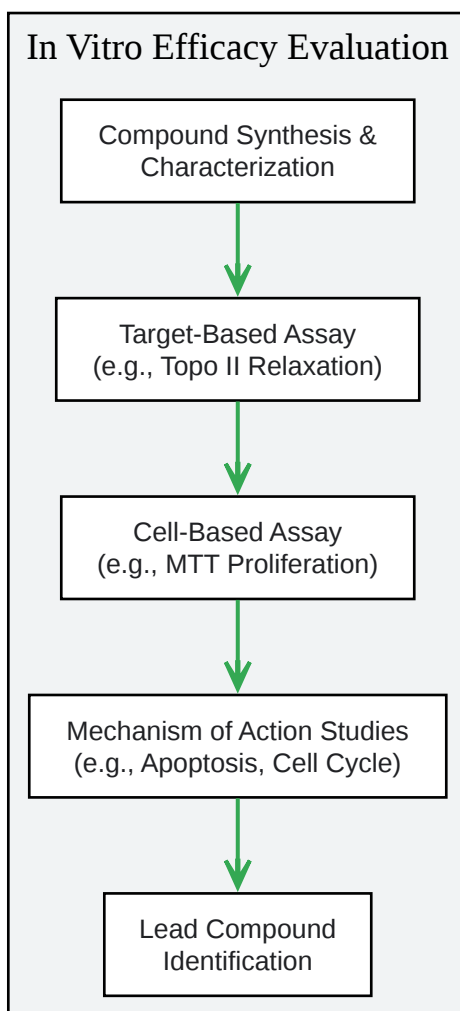 In Vitro Efficacy Evaluation
Compound Synthesis &
Characterization
Target-Based Assay
(e.g., Topo II Relaxation)
Cell-Based Assay
(e.g., MTT Proliferation)
Mechanism of Action Studies
(e.g., Apoptosis, Cell Cycle)
Lead Compound
Identification